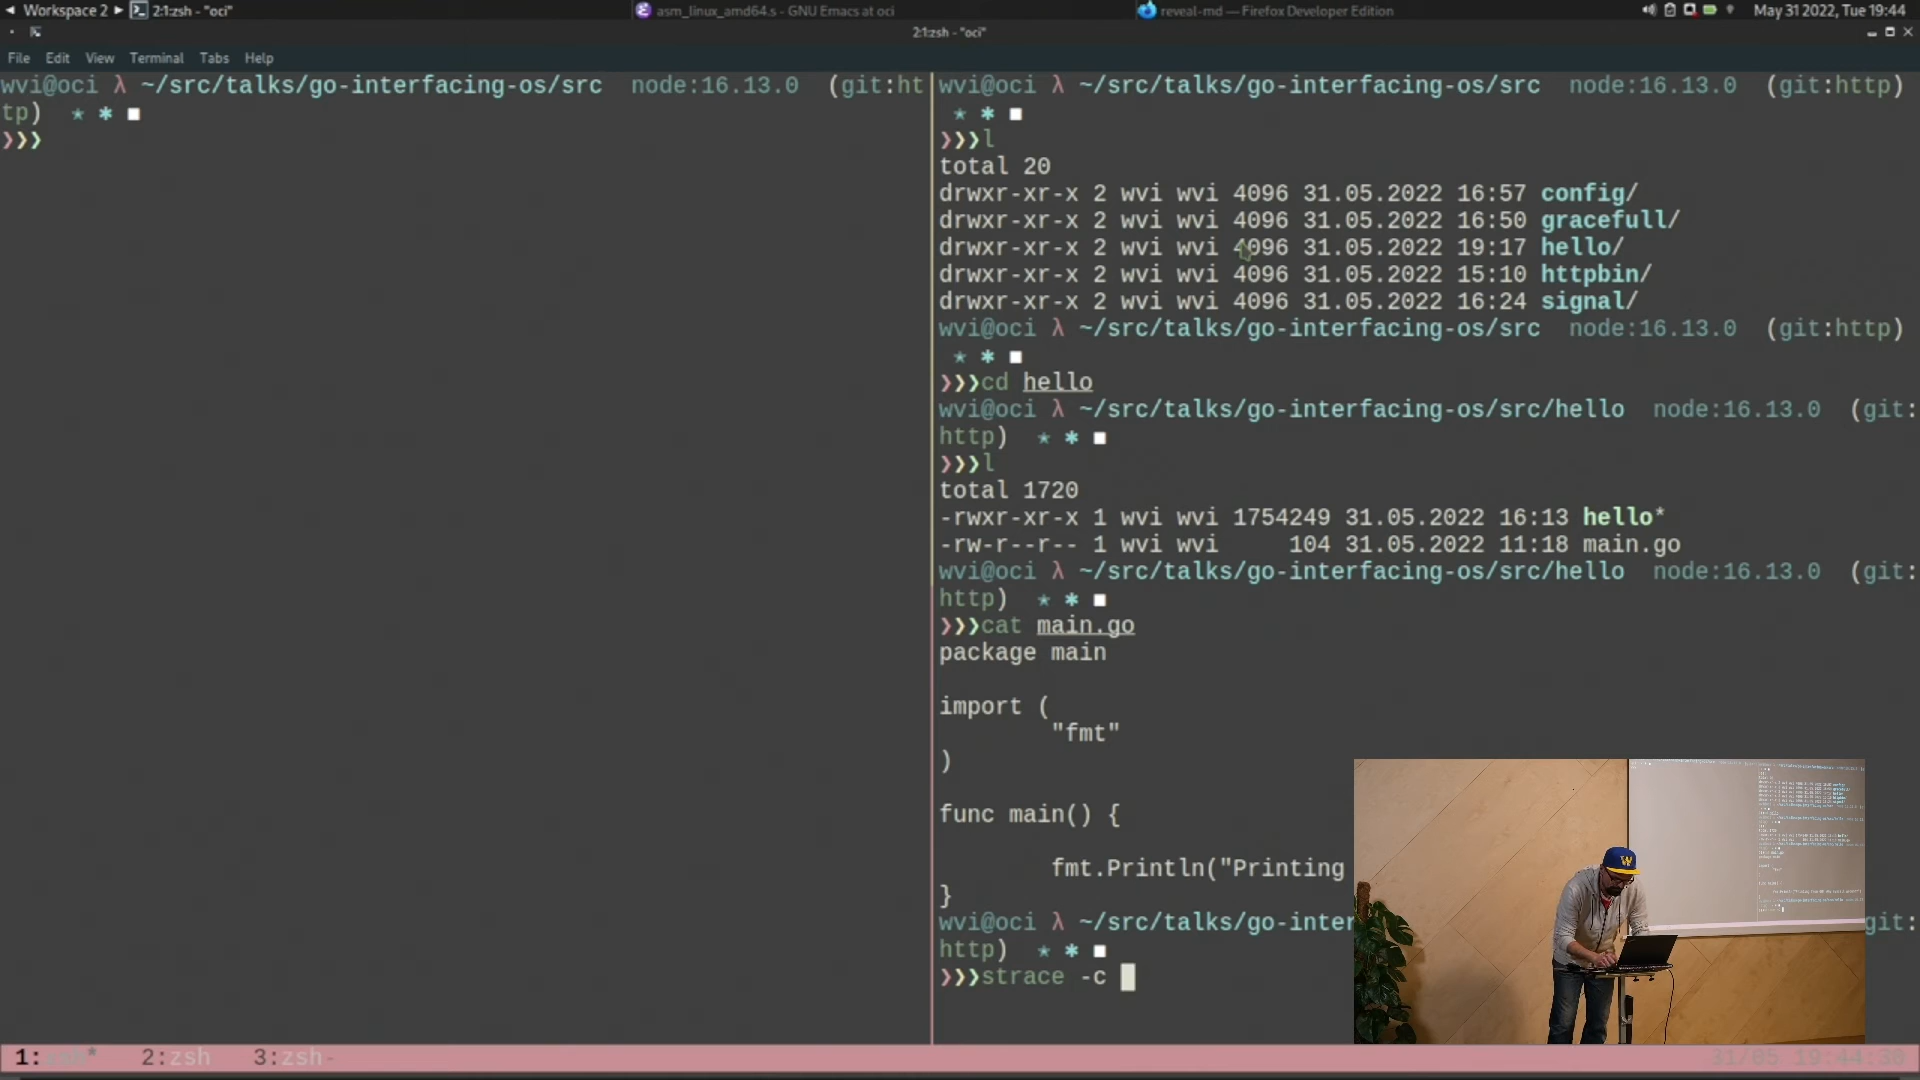 Workspace 2
2:1:zsh - "oci"
asm_linux_amd64.s - GNU Emacs at oci
reveal-md — Firefox Developer Edition
May 31 2022, Tue 19:44
2:1:zsh - "oci"
File Edit View Terminal Tabs Help
wvi@oci λ ~/src/talks/go-interfacing-os/src node:16.13.0 (git:ht
tp) ⋆ ✱ ■
❯❯❯
wvi@oci λ ~/src/talks/go-interfacing-os/src node:16.13.0 (git:http)
⋆ ✱ ■
❯❯❯l
total 20
drwxr-xr-x 2 wvi wvi 4096 31.05.2022 16:57 config/
drwxr-xr-x 2 wvi wvi 4096 31.05.2022 16:50 gracefull/
drwxr-xr-x 2 wvi wvi 4096 31.05.2022 19:17 hello/
drwxr-xr-x 2 wvi wvi 4096 31.05.2022 15:10 httpbin/
drwxr-xr-x 2 wvi wvi 4096 31.05.2022 16:24 signal/
wvi@oci λ ~/src/talks/go-interfacing-os/src node:16.13.0 (git:http)
⋆ ✱ ■
❯❯❯cd hello
wvi@oci λ ~/src/talks/go-interfacing-os/src/hello node:16.13.0 (git:
http) ⋆ ✱ ■
❯❯❯l
total 1720
-rwxr-xr-x 1 wvi wvi 1754249 31.05.2022 16:13 hello*
-rw-r--r-- 1 wvi wvi 104 31.05.2022 11:18 main.go
wvi@oci λ ~/src/talks/go-interfacing-os/src/hello node:16.13.0 (git:
http) ⋆ ✱ ■
❯❯❯cat main.go
package main
import (
"fmt"
)
func main() {
fmt.Println("Printing
}
wvi@oci λ ~/src/talks/go-inter git:
http) ⋆ ✱ ■
❯❯❯strace -c
W
1: 2:zsh 3:zsh-
31/05 19:44:30